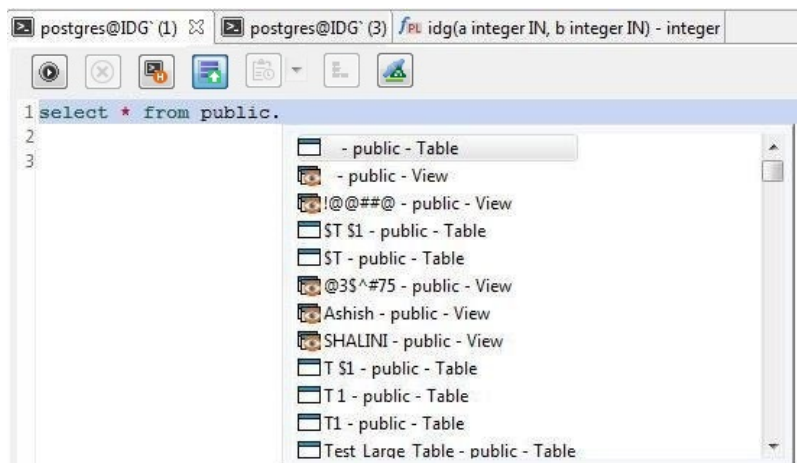 postgres@IDG` (1) postgres@IDG` (3) PL idg(a integer IN, b integer IN) - integer
1 select * from public.
2
3
- public - Table
- public - View
!@@##@ - public - View
$T $1 - public - Table
$T - public - Table
@3$^#75 - public - View
Ashish - public - View
SHALINI - public - View
T $1 - public - Table
T 1 - public - Table
T1 - public - Table
Test Large Table - public - Table